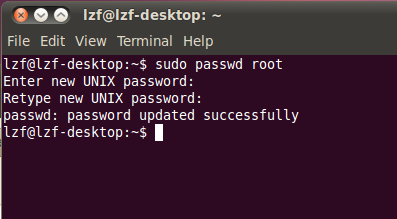 lzf@lzf-desktop: ~
File Edit View Terminal Help
lzf@lzf-desktop:~$ sudo passwd root
Enter new UNIX password:
Retype new UNIX password:
passwd: password updated successfully
lzf@lzf-desktop:~$